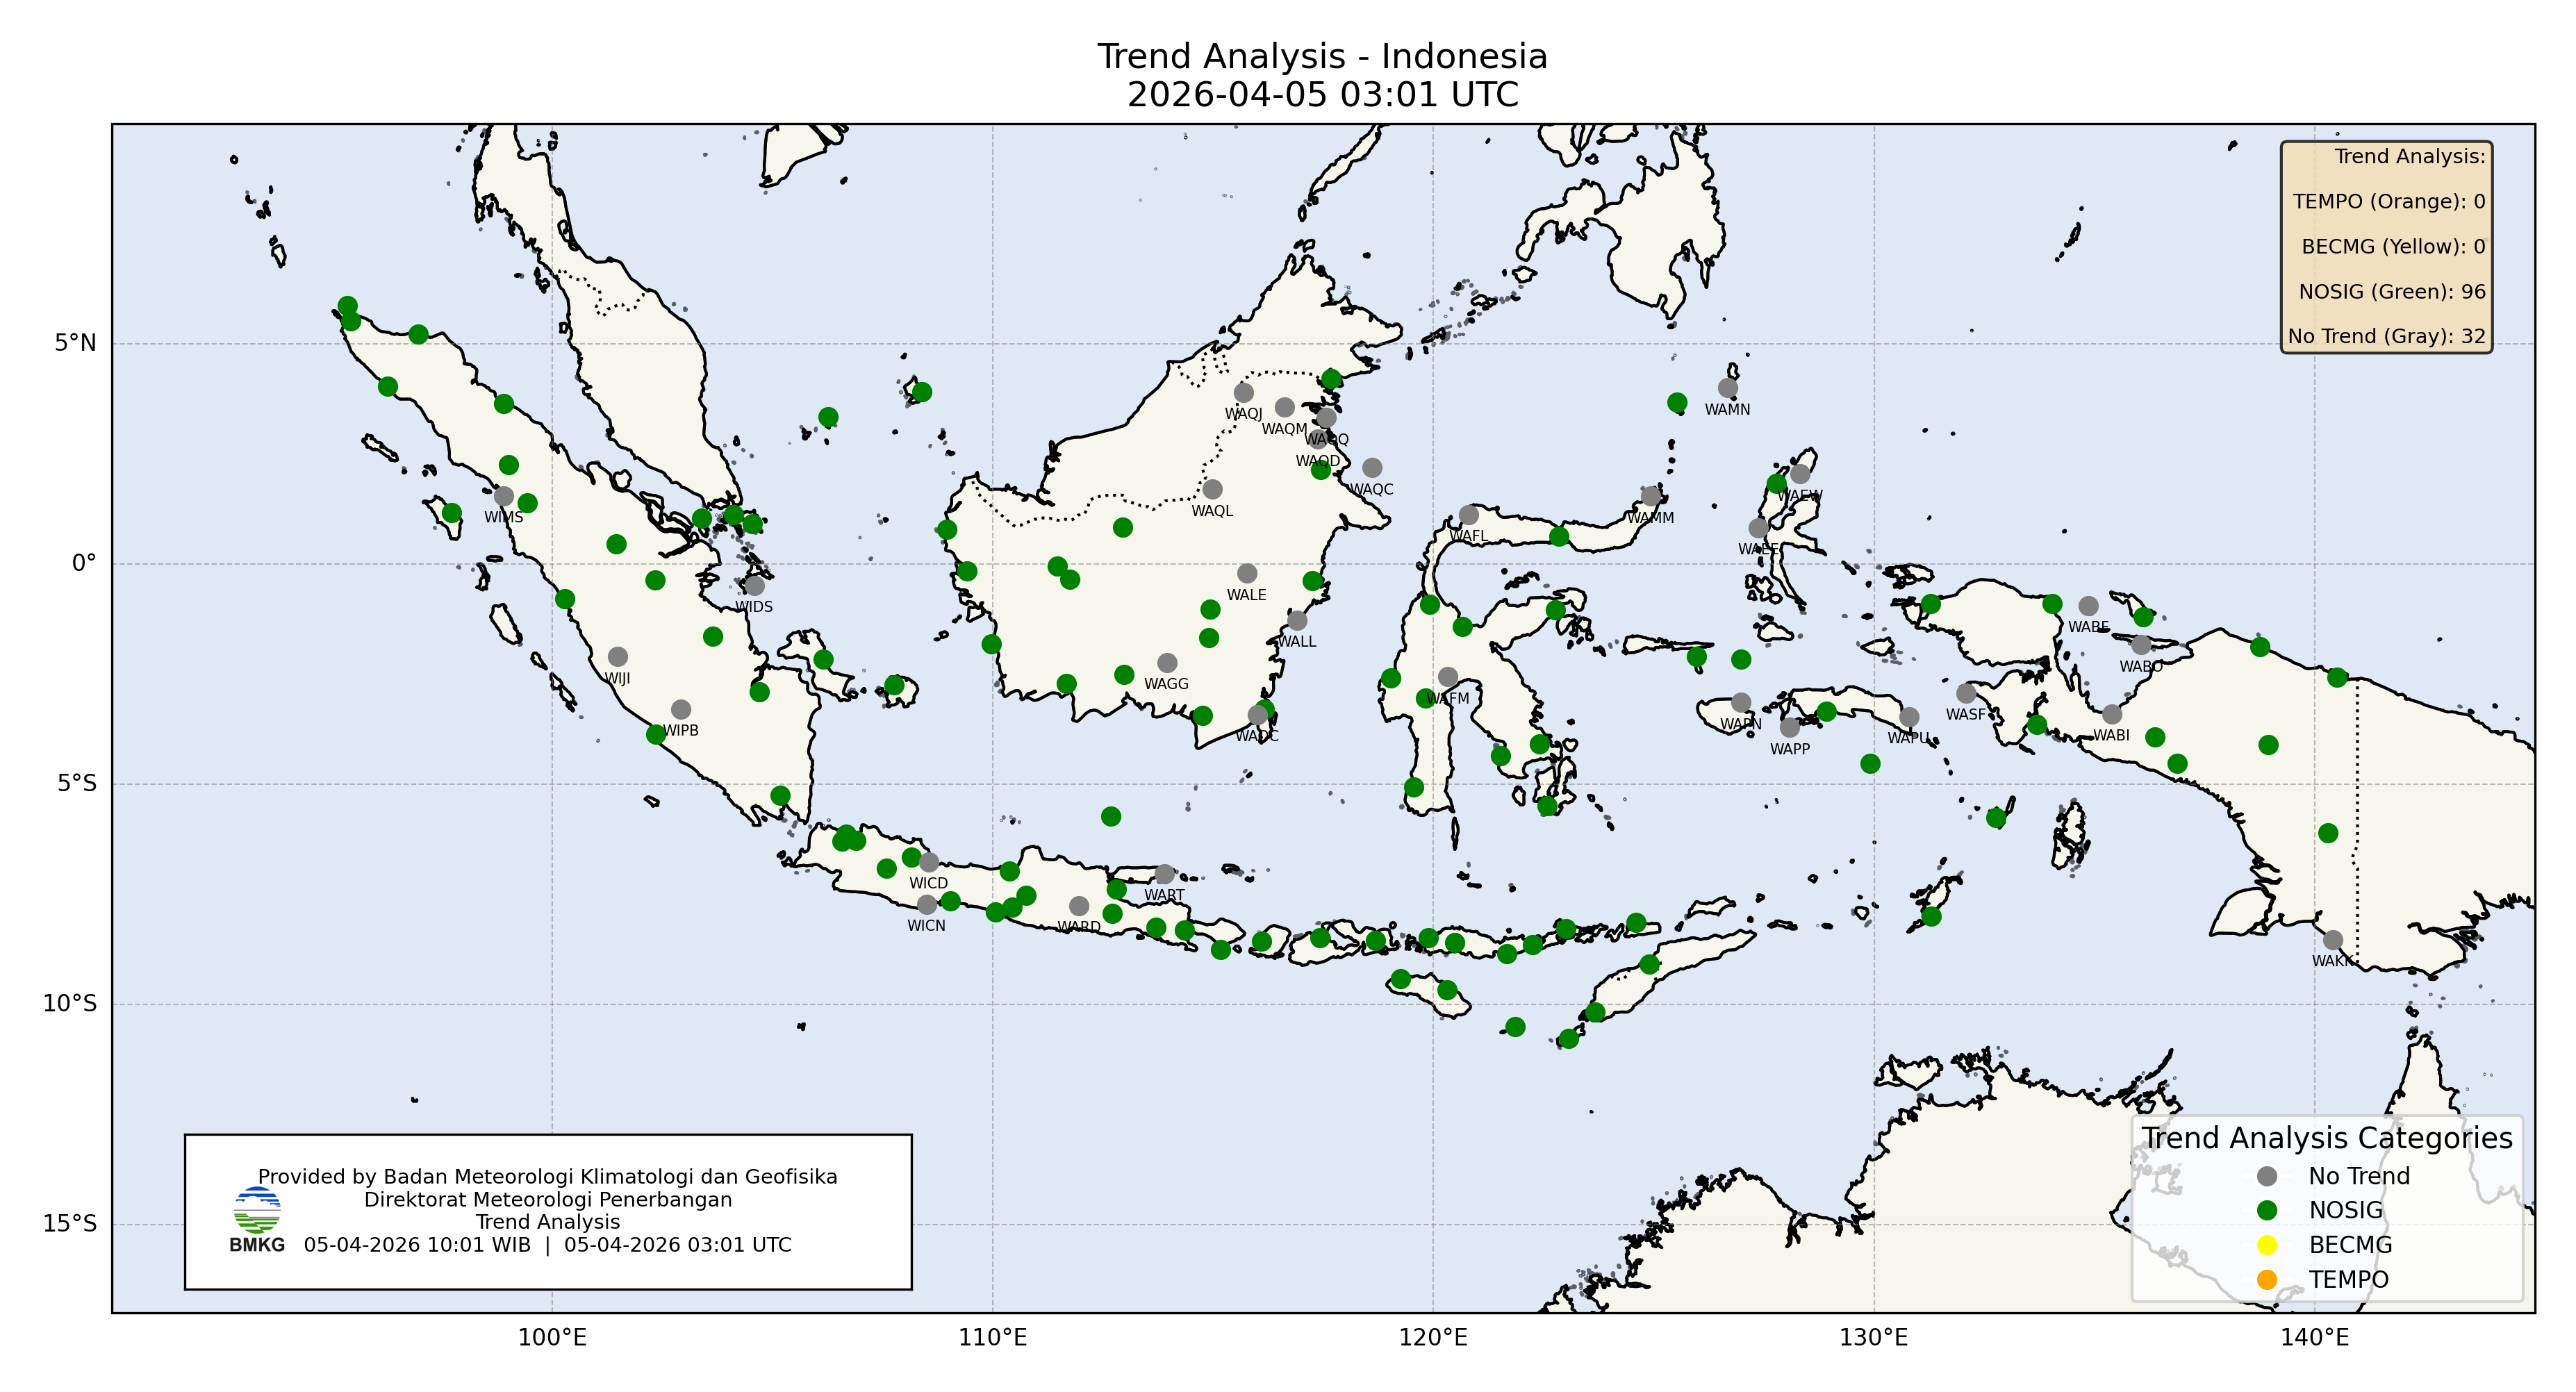 Trend Analysis - Indonesia
2026-04-05 03:01 UTC
Trend Analysis:
TEMPO (Orange): 0
BECMG (Yellow): 0
NOSIG (Green): 96
No Trend (Gray): 32
5°N
0°
5°S
10°S
15°S
100°E
110°E
120°E
130°E
140°E
WAQJ
WAMN
WAQM
WAQQ
WAQD
WAQC
WAEW
WIMS
WAQL
WAMM
WAFL
WAEE
WALE
WIDS
WABF
WALL
WABO
WIJI
WAGG
WAFM
WASF
WAPN
WIPB
WADC
WAPP
WAPU
WABI
WICD
WART
WICN
WARD
WAKK
Provided by Badan Meteorologi Klimatologi dan Geofisika
Direktorat Meteorologi Penerbangan
Trend Analysis
BMKG
05-04-2026 10:01 WIB | 05-04-2026 03:01 UTC
Trend Analysis Categories
No Trend
NOSIG
BECMG
TEMPO